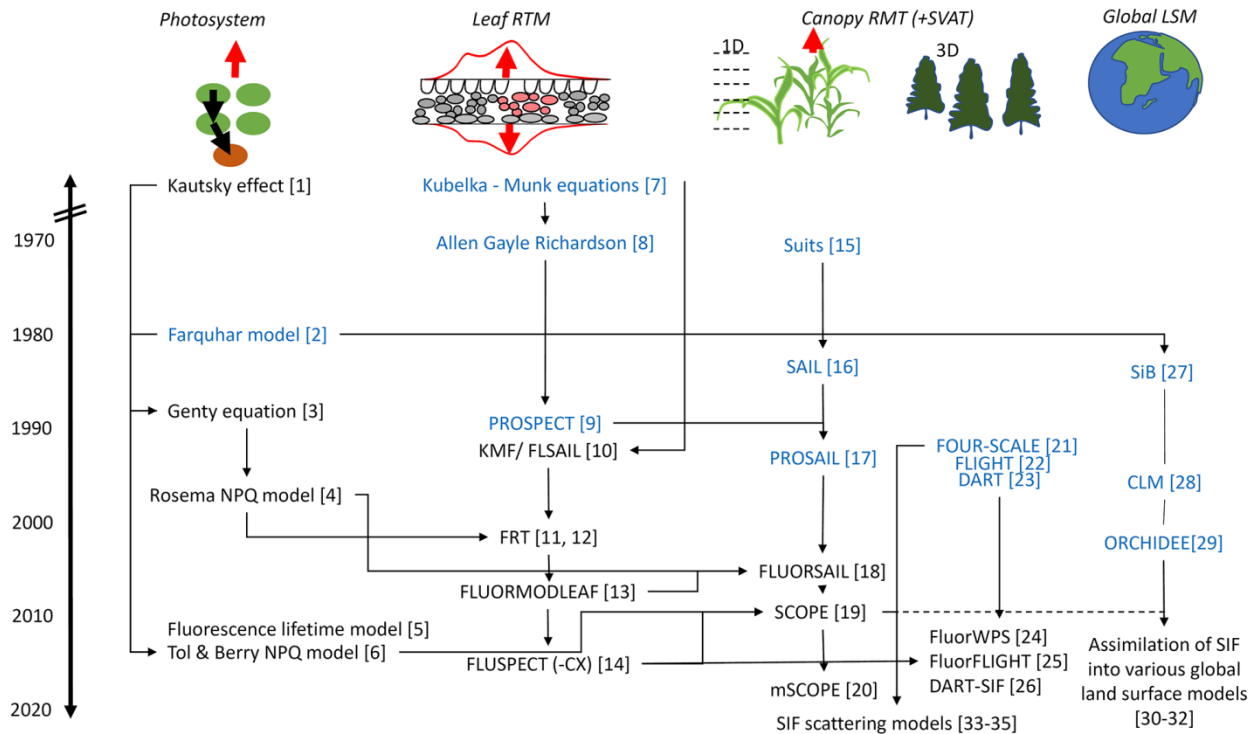 Photosystem
Leaf RTM
Canopy RMT (+SVAT)
Global LSM
1D
3D
Kautsky effect [1]
Kubelka - Munk equations [7]
1970
Allen Gayle Richardson [8]
Suits [15]
1980
Farquhar model [2]
SAIL [16]
SiB [27]
Genty equation [3]
1990
PROSPECT [9]
KMF/ FLSAIL [10]
PROSAIL [17]
FOUR-SCALE [21]
FLIGHT [22]
DART [23]
CLM [28]
Rosema NPQ model [4]
2000
FRT [11, 12]
ORCHIDEE[29]
FLUORSAIL [18]
FLUORMODLEAF [13]
2010
SCOPE [19]
Fluorescence lifetime model [5]
Tol & Berry NPQ model [6]
FLUSPECT (-CX) [14]
FluorWPS [24]
FluorFLIGHT [25]
DART-SIF [26]
Assimilation of SIF
into various global
land surface models
[30-32]
mSCOPE [20]
2020
SIF scattering models [33-35]